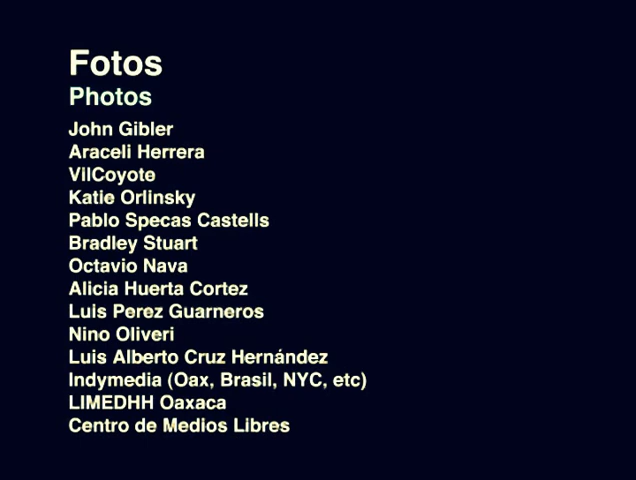 Fotos
Photos
John Gibler
Araceli Herrera
VilCoyote
Katie Orlinsky
Pablo Specas Castells
Bradley Stuart
Octavio Nava
Alicia Huerta Cortez
Luis Perez Guarneros
Nino Oliveri
Luis Alberto Cruz Hernández
Indymedia (Oax, Brasil, NYC, etc)
LIMEDHH Oaxaca
Centro de Medios Libres